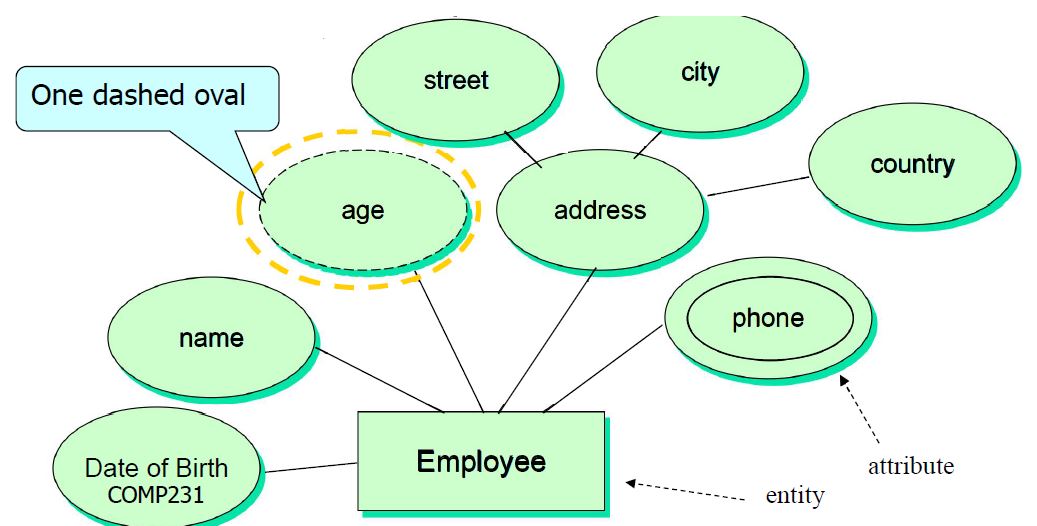 street
city
One dashed oval
country
age
address
phone
name
Employee
Date of Birth
COMP231
attribute
entity